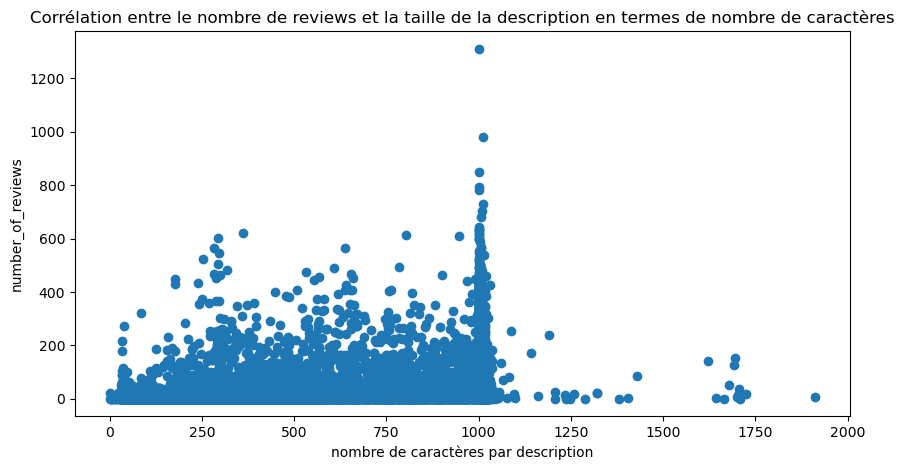 Corrélation entre le nombre de reviews et la taille de la description en termes de nombre de caractères
1200
1000
800
600
400
200
0
number_of_reviews
0 250 500 750 1000 1250 1500 1750 2000
nombre de caractères par description